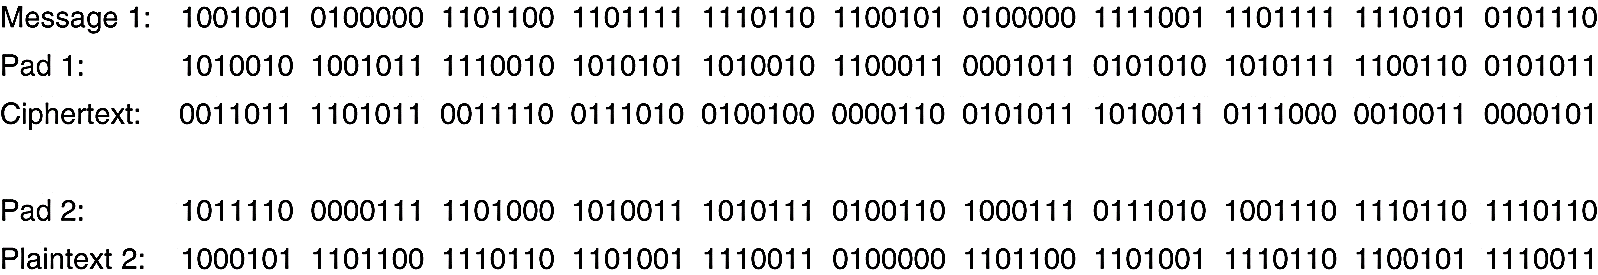 Message 1: 1001001 0100000 1101100 1101111 1110110 1100101 0100000 1111001 1101111 1110101 0101110
Pad 1: 1010010 1001011 1110010 1010101 1010010 1100011 0001011 0101010 1010111 1100110 0101011
Ciphertext: 0011011 1101011 0011110 0111010 0100100 0000110 0101011 1010011 0111000 0010011 0000101
Pad 2: 1011110 0000111 1101000 1010011 1010111 0100110 1000111 0111010 1001110 1110110 1110110
Plaintext 2: 1000101 1101100 1110110 1101001 1110011 0100000 1101100 1101001 1110110 1100101 1110011